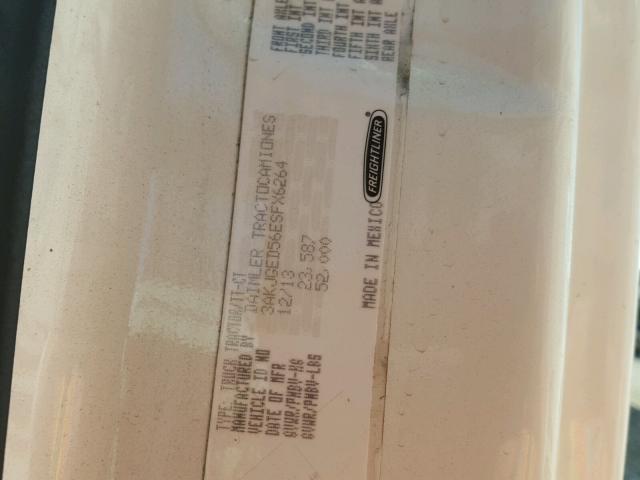 TYPE: TRUCK TRACTOR/TT-CT
MANUFACTURED BY DAIMLER TRACTOCAMIONES
VEHICLE ID NO 3AKJGED56ESFX6264
DATE OF MFR 12/13
GVWR/PNBV-KG 23,587
GVWR/PNBV-LBS 52,000
MADE IN MEXICO
FREIGHTLINER
FRONT AXLE
FIRST INT
SECOND INT
THIRD INT
FOURTH INT
FIFTH INT A
SIXTH INT A
REAR AXLE